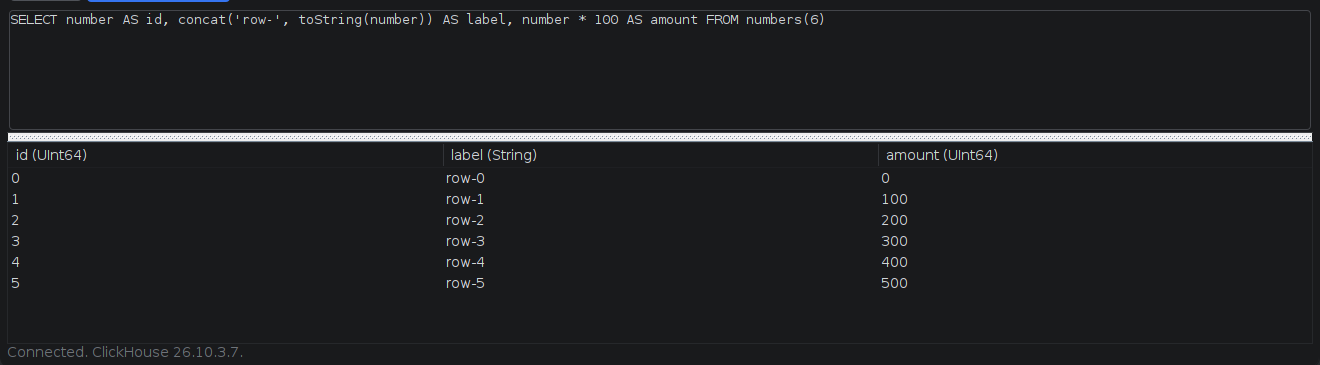 SELECT number AS id, concat('row-', toString(number)) AS label, number * 100 AS amount FROM numbers(6)
id (UInt64) label (String) amount (UInt64)
0 row-0 0
1 row-1 100
2 row-2 200
3 row-3 300
4 row-4 400
5 row-5 500
Connected. ClickHouse 26.10.3.7.